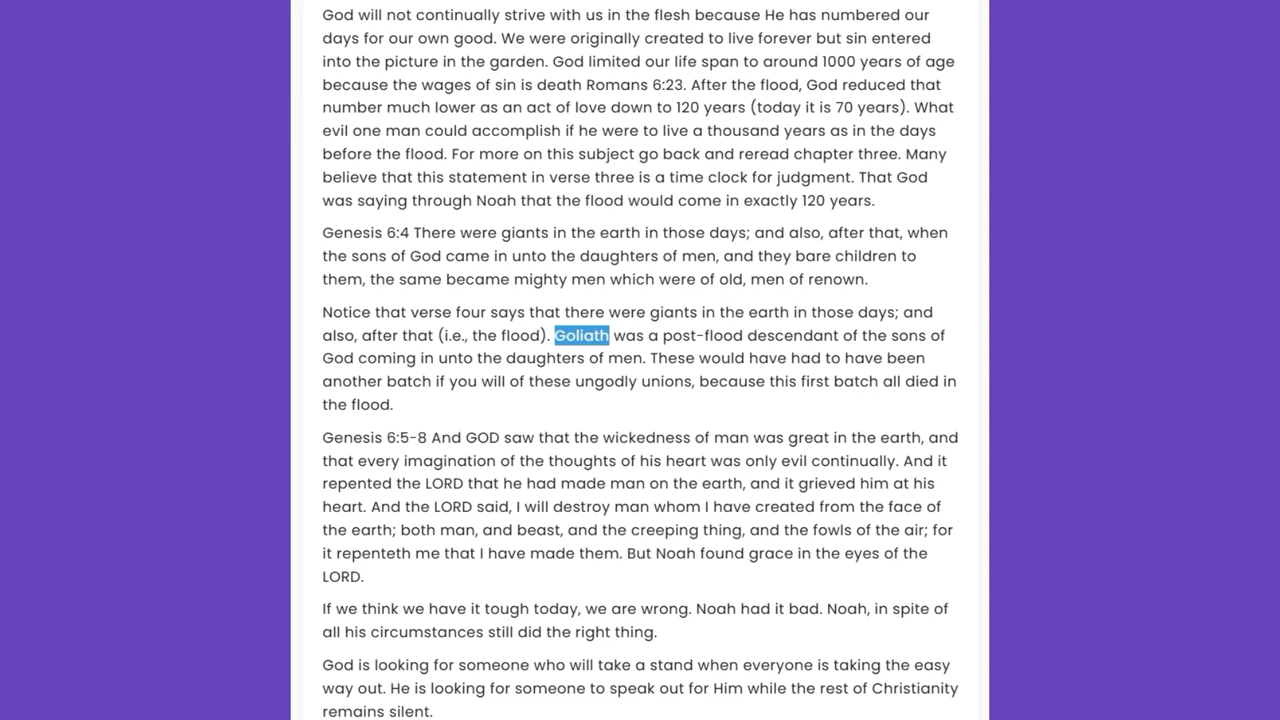 God will not continually strive with us in the flesh because He has numbered our
days for our own good. We were originally created to live forever but sin entered
into the picture in the garden. God limited our life span to around 1000 years of age
because the wages of sin is death Romans 6:23. After the flood, God reduced that
number much lower as an act of love down to 120 years (today it is 70 years). What
evil one man could accomplish if he were to live a thousand years as in the days
before the flood. For more on this subject go back and reread chapter three. Many
believe that this statement in verse three is a time clock for judgment. That God
was saying through Noah that the flood would come in exactly 120 years.
Genesis 6:4 There were giants in the earth in those days; and also, after that, when
the sons of God came in unto the daughters of men, and they bare children to
them, the same became mighty men which were of old, men of renown.
Notice that verse four says that there were giants in the earth in those days; and
also, after that (i.e., the flood). Goliath was a post-flood descendant of the sons of
God coming in unto the daughters of men. These would have had to have been
another batch if you will of these ungodly unions, because this first batch all died in
the flood.
Genesis 6:5-8 And GOD saw that the wickedness of man was great in the earth, and
that every imagination of the thoughts of his heart was only evil continually. And it
repented the LORD that he had made man on the earth, and it grieved him at his
heart. And the LORD said, I will destroy man whom I have created from the face of
the earth; both man, and beast, and the creeping thing, and the fowls of the air; for
it repenteth me that I have made them. But Noah found grace in the eyes of the
LORD.
If we think we have it tough today, we are wrong. Noah had it bad. Noah, in spite of
all his circumstances still did the right thing.
God is looking for someone who will take a stand when everyone is taking the easy
way out. He is looking for someone to speak out for Him while the rest of Christianity
remains silent.